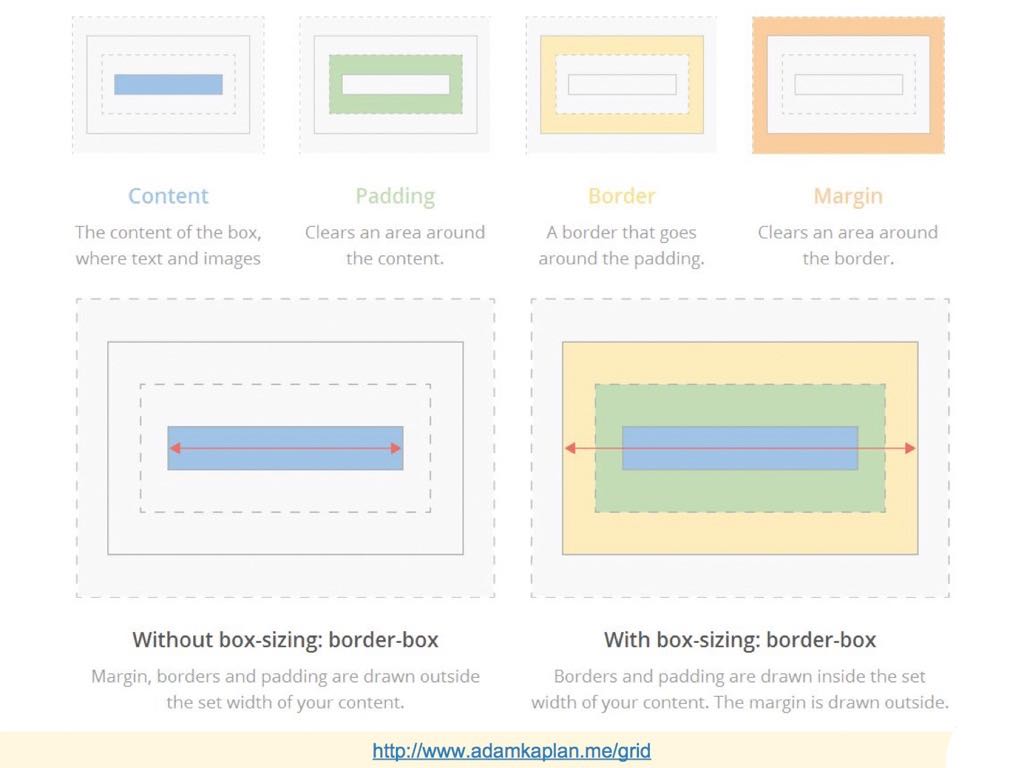 Content
The content of the box,
where text and images
Padding
Clears an area around
the content.
Border
A border that goes
around the padding.
Margin
Clears an area around
the border.
Without box-sizing: border-box
Margin, borders and padding are drawn outside
the set width of your content.
With box-sizing: border-box
Borders and padding are drawn inside the set
width of your content. The margin is drawn outside.
http://www.adamkaplan.me/grid